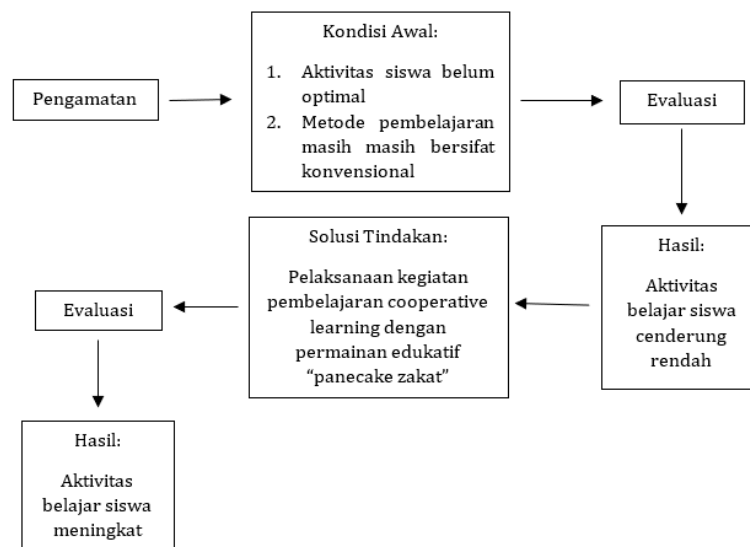 Pengamatan
Kondisi Awal:
1. Aktivitas siswa belum
optimal
2. Metode pembelajaran
masih masih bersifat
konvensional
Evaluasi
Hasil:
Aktivitas
belajar siswa
cenderung
rendah
Solusi Tindakan:
Pelaksanaan kegiatan
pembelajaran cooperative
learning dengan
permainan edukatif
“panecake zakat”
Evaluasi
Hasil:
Aktivitas
belajar siswa
meningkat